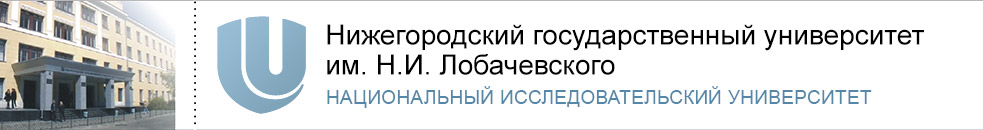 Нижегородский государственный университет
им. Н.И. Лобачевского
НАЦИОНАЛЬНЫЙ ИССЛЕДОВАТЕЛЬСКИЙ УНИВЕРСИТЕТ